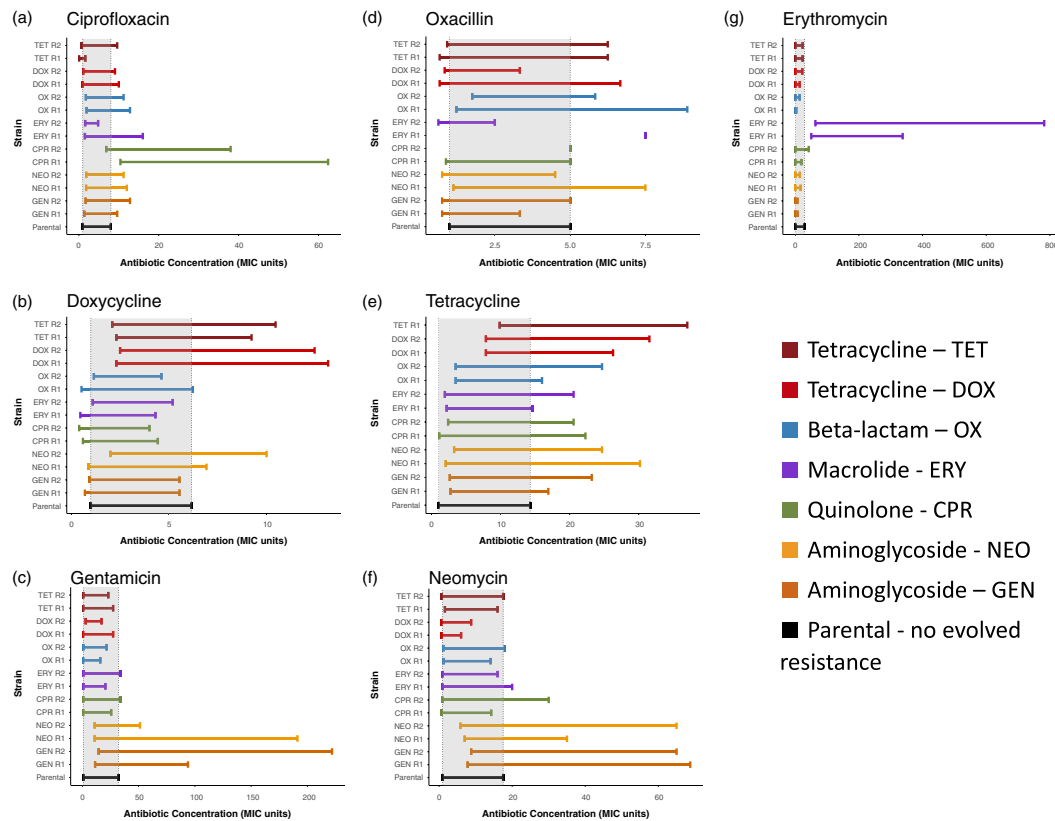 (a) Ciprofloxacin
TET R2
TET R1
DOX R2
DOX R1
OX R2
OX R1
ERY R2
ERY R1
CPR R2
CPR R1
NEO R2
NEO R1
GEN R2
GEN R1
Parental
Strain
0 20 40 60
Antibiotic Concentration (MIC units)
(d) Oxacillin
TET R2
TET R1
DOX R2
DOX R1
OX R2
OX R1
ERY R2
ERY R1
CPR R2
CPR R1
NEO R2
NEO R1
GEN R2
GEN R1
Parental
Strain
2.5 5.0 7.5
Antibiotic Concentration (MIC units)
(g) Erythromycin
TET R2
TET R1
DOX R2
DOX R1
OX R2
OX R1
ERY R2
ERY R1
CPR R2
CPR R1
NEO R2
NEO R1
GEN R2
GEN R1
Parental
Strain
0 200 400 600 800
Antibiotic Concentration (MIC units)
(b) Doxycycline
TET R2
TET R1
DOX R2
DOX R1
OX R2
OX R1
ERY R2
ERY R1
CPR R2
CPR R1
NEO R2
NEO R1
GEN R2
GEN R1
Parental
Strain
0 5 10
Antibiotic Concentration (MIC units)
(e) Tetracycline
TET R1
DOX R2
DOX R1
OX R2
OX R1
ERY R2
ERY R1
CPR R2
CPR R1
NEO R2
NEO R1
GEN R2
GEN R1
Parental
Strain
0 10 20 30
Antibiotic Concentration (MIC units)
(c) Gentamicin
TET R2
TET R1
DOX R2
DOX R1
OX R2
OX R1
ERY R2
ERY R1
CPR R2
CPR R1
NEO R2
NEO R1
GEN R2
GEN R1
Parental
Strain
0 100 200
Antibiotic Concentration (MIC units)
(f) Neomycin
TET R2
TET R1
DOX R2
DOX R1
OX R2
OX R1
ERY R2
ERY R1
CPR R2
CPR R1
NEO R2
NEO R1
GEN R2
GEN R1
Parental
Strain
0 20 40 60
Antibiotic Concentration (MIC units)
Tetracycline – TET
Tetracycline – DOX
Beta-lactam – OX
Macrolide - ERY
Quinolone - CPR
Aminoglycoside - NEO
Aminoglycoside – GEN
Parental - no evolved
resistance